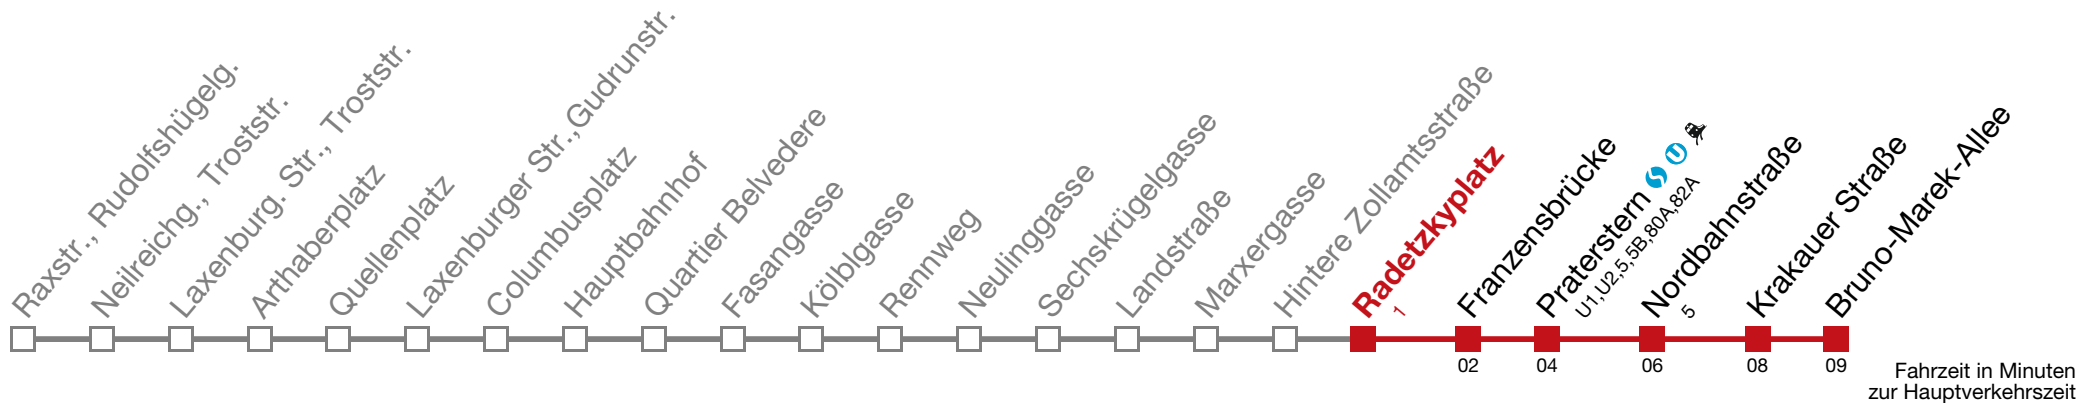 Raxstr., Rudolfshügelg.
Neilreichg., Troststr.
Laxenburg. Str., Troststr.
Arthaberplatz
Quellenplatz
Laxenburger Str., Gudrunstr.
Columbusplatz
Hauptbahnhof
Quartier Belvedere
Fasangasse
Kölblgasse
Rennweg
Neulinggasse
Sechskrügelgasse
Landstraße
Marxergasse
Hintere Zollamtsstraße
Radetzkyplatz
1
Franzensbrücke
Praterstern
U1,U2,5,5B,80A,82A
Nordbahnstraße
5
Krakauer Straße
Bruno-Marek-Allee
02
04
06
08
09
Fahrzeit in Minuten
zur Hauptverkehrszeit